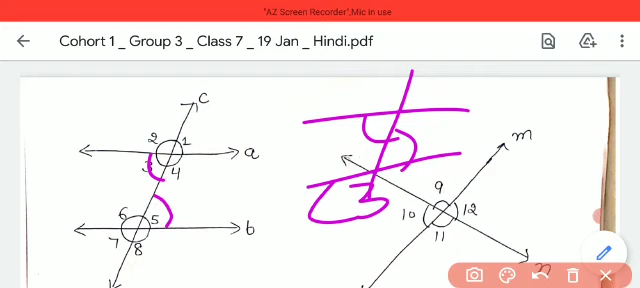 "AZ Screen Recorder",Mic in use
Cohort 1 _ Group 3 _ Class 7 _ 19 Jan _ Hindi.pdf
c
2 1
a
3 4
6 5
b
7 8
m
9
10 12
11
n